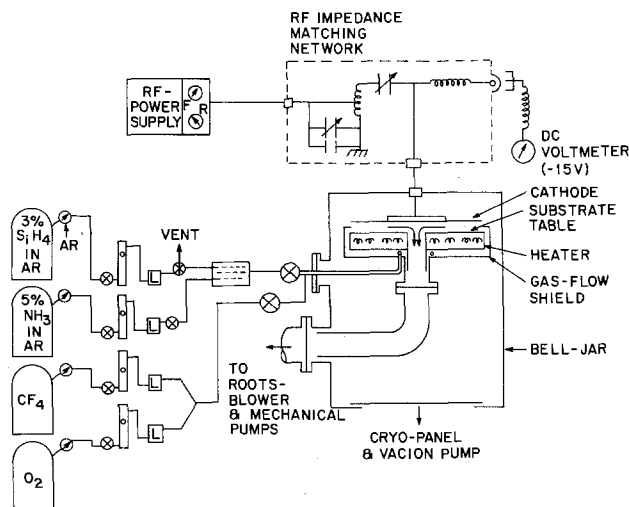 RF IMPEDANCE
MATCHING
NETWORK
RF-
POWER
SUPPLY
F
R
DC
VOLTMETER
(-15V)
CATHODE
SUBSTRATE
TABLE
HEATER
GAS-FLOW
SHIELD
BELL-JAR
3%
SiH4
IN
AR
AR
VENT
L
5%
NH3
IN
AR
L
CF4
L
O2
L
TO
ROOTS-
BLOWER
& MECHANICAL
PUMPS
CRYO-PANEL
& VACION PUMP